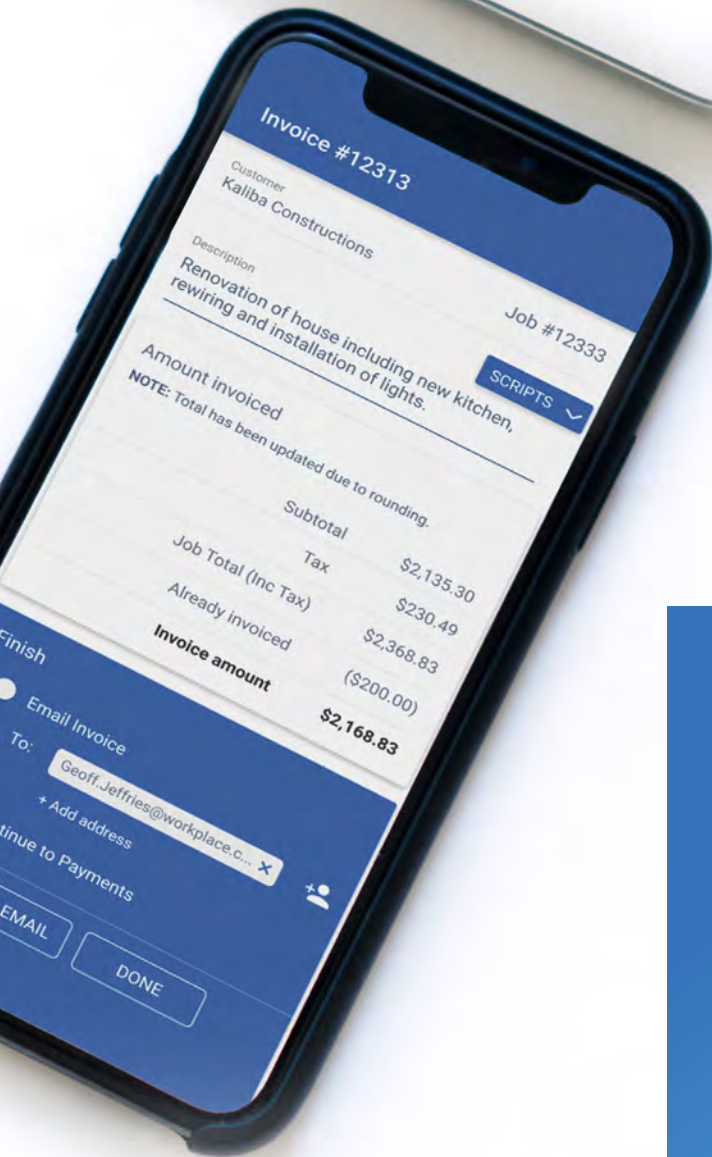 Invoice #12313
Customer
Kaliba Constructions
Job #12333
Description
Renovation of house including new kitchen,
rewiring and installation of lights.
SCRIPTS
Amount invoiced
NOTE: Total has been updated due to rounding.
Subtotal $2,135.30
Tax $230.49
Job Total (Inc Tax) $2,368.83
Already invoiced ($200.00)
Invoice amount $2,168.83
Finish
Email Invoice
To: Geoff.Jeffries@workplace.c...
+ Add address
tinue to Payments
EMAIL
DONE